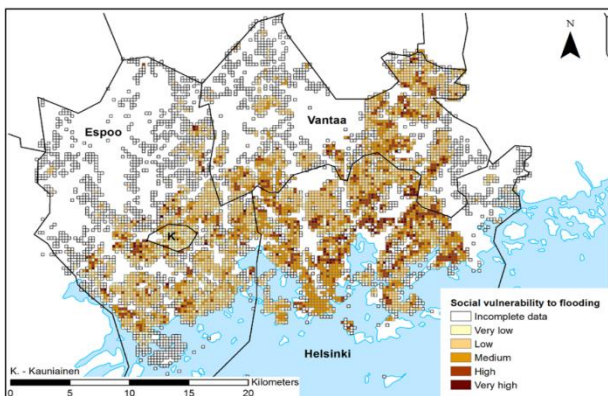 N
Espoo
Vantaa
K.
Helsinki
Social vulnerability to flooding
Incomplete data
Very low
Low
Medium
High
Very high
K. - Kauniainen
Kilometers
0 5 10 15 20